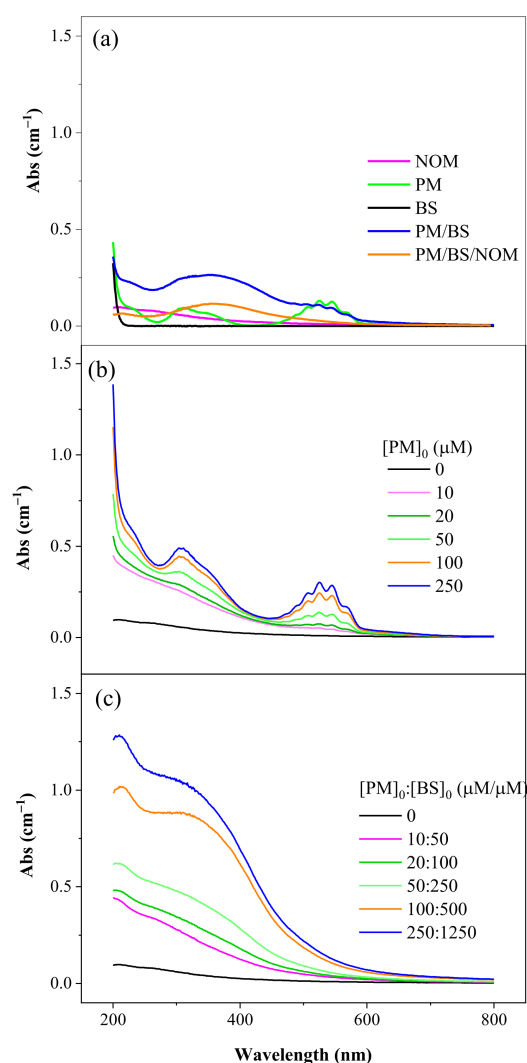 (a)
1.5
1.0
0.5
0.0
Abs (cm⁻¹)
NOM
PM
BS
PM/BS
PM/BS/NOM
(b)
1.5
1.0
0.5
0.0
Abs (cm⁻¹)
[PM]₀ (μM)
0
10
20
50
100
250
(c)
1.5
1.0
0.5
0.0
Abs (cm⁻¹)
[PM]₀:[BS]₀ (μM/μM)
0
10:50
20:100
50:250
100:500
250:1250
200 400 600 800
Wavelength (nm)